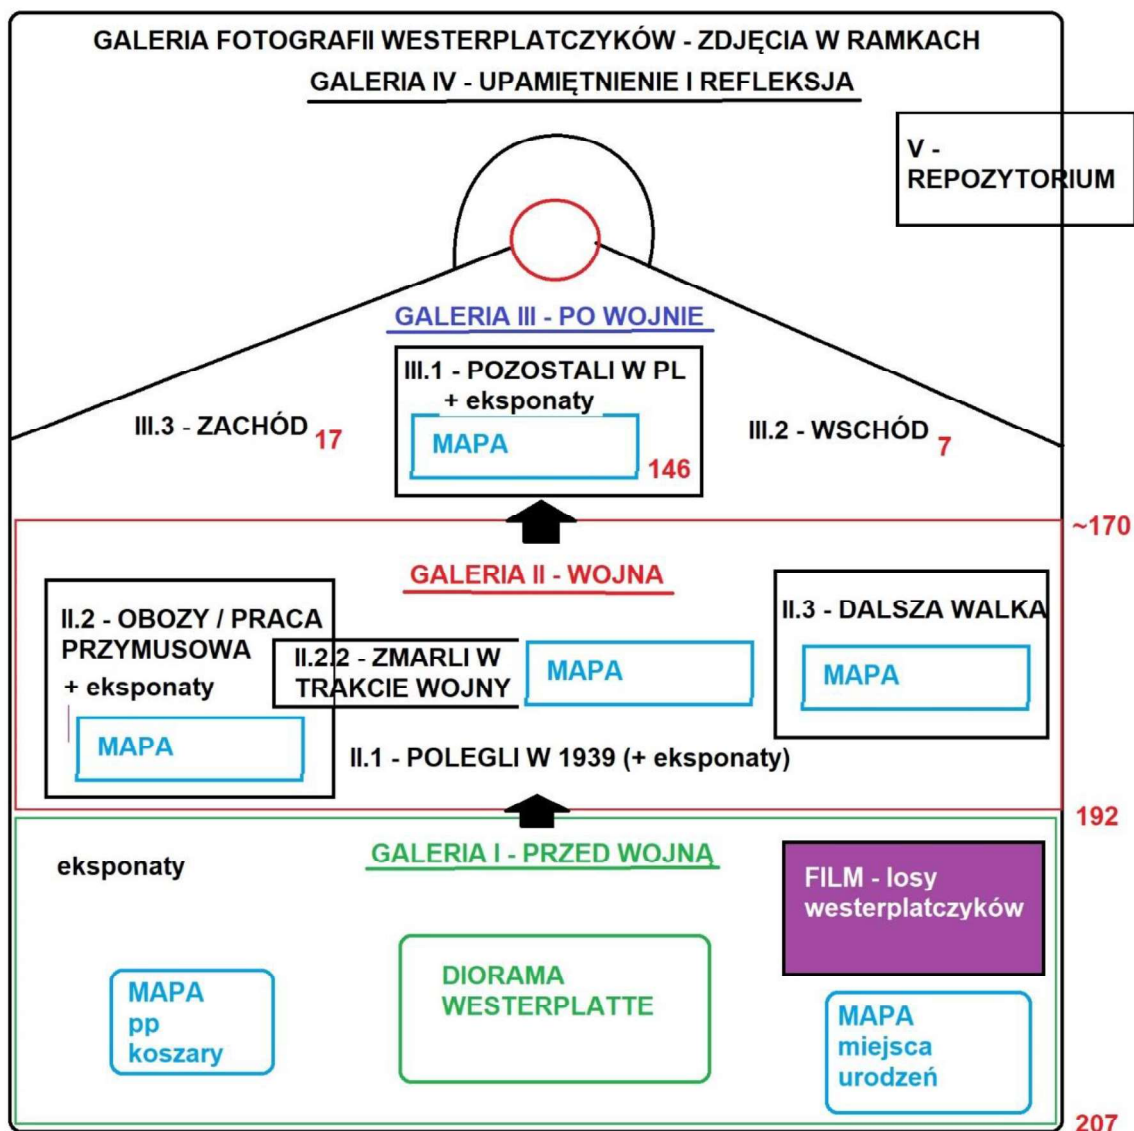 GALERIA FOTOGRAFII WESTERPLATCZYKÓW - ZDJĘCIA W RAMKACH
GALERIA IV - UPAMIĘTNIENIE I REFLEKSJA
V -
REPOZYTORIUM
GALERIA III - PO WOJNIE
III.3 - ZACHÓD 17
III.1 - POZOSTALI W PL
+ eksponaty
MAPA
146
III.2 - WSCHÓD 7
~170
GALERIA II - WOJNA
II.2 - OBOZY / PRACA
PRZYMUSOWA
+ eksponaty
MAPA
II.2.2 - ZMARLI W
TRAKCIE WOJNY
MAPA
II.3 - DALSZA WALKA
MAPA
II.1 - POLEGLI W 1939 (+ eksponaty)
192
GALERIA I - PRZED WOJNĄ
eksponaty
FILM - losy
westerplatczyków
MAPA
pp
koszary
DIORAMA
WESTERPLATTE
MAPA
miejsca
urodzeń
207